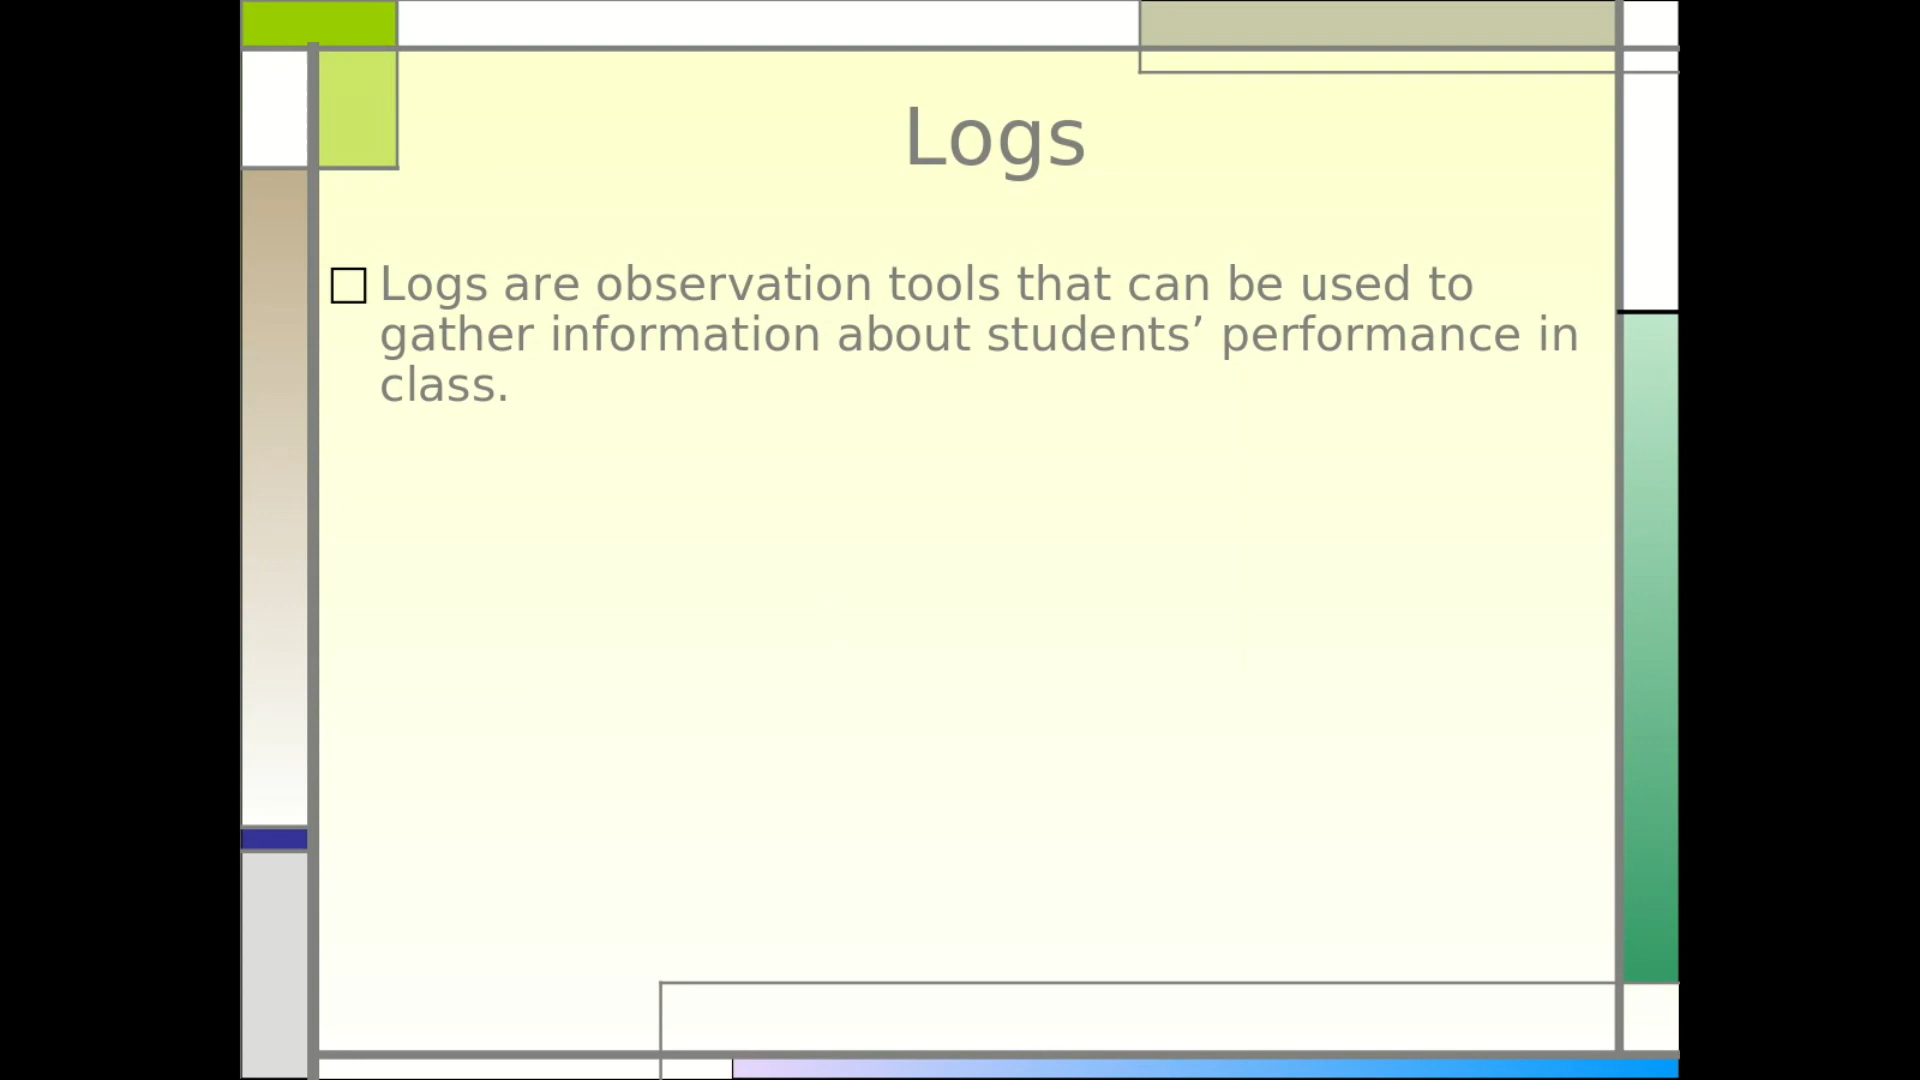 Logs
Logs are observation tools that can be used to
gather information about students’ performance in
class.